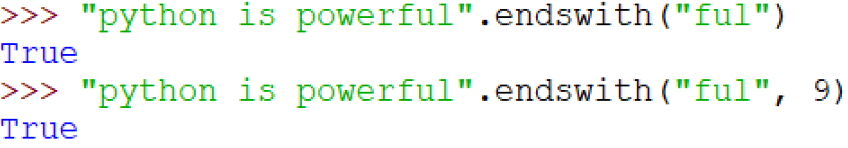 >>> "python is powerful".endswith("ful")
True
>>> "python is powerful".endswith("ful", 9)
True